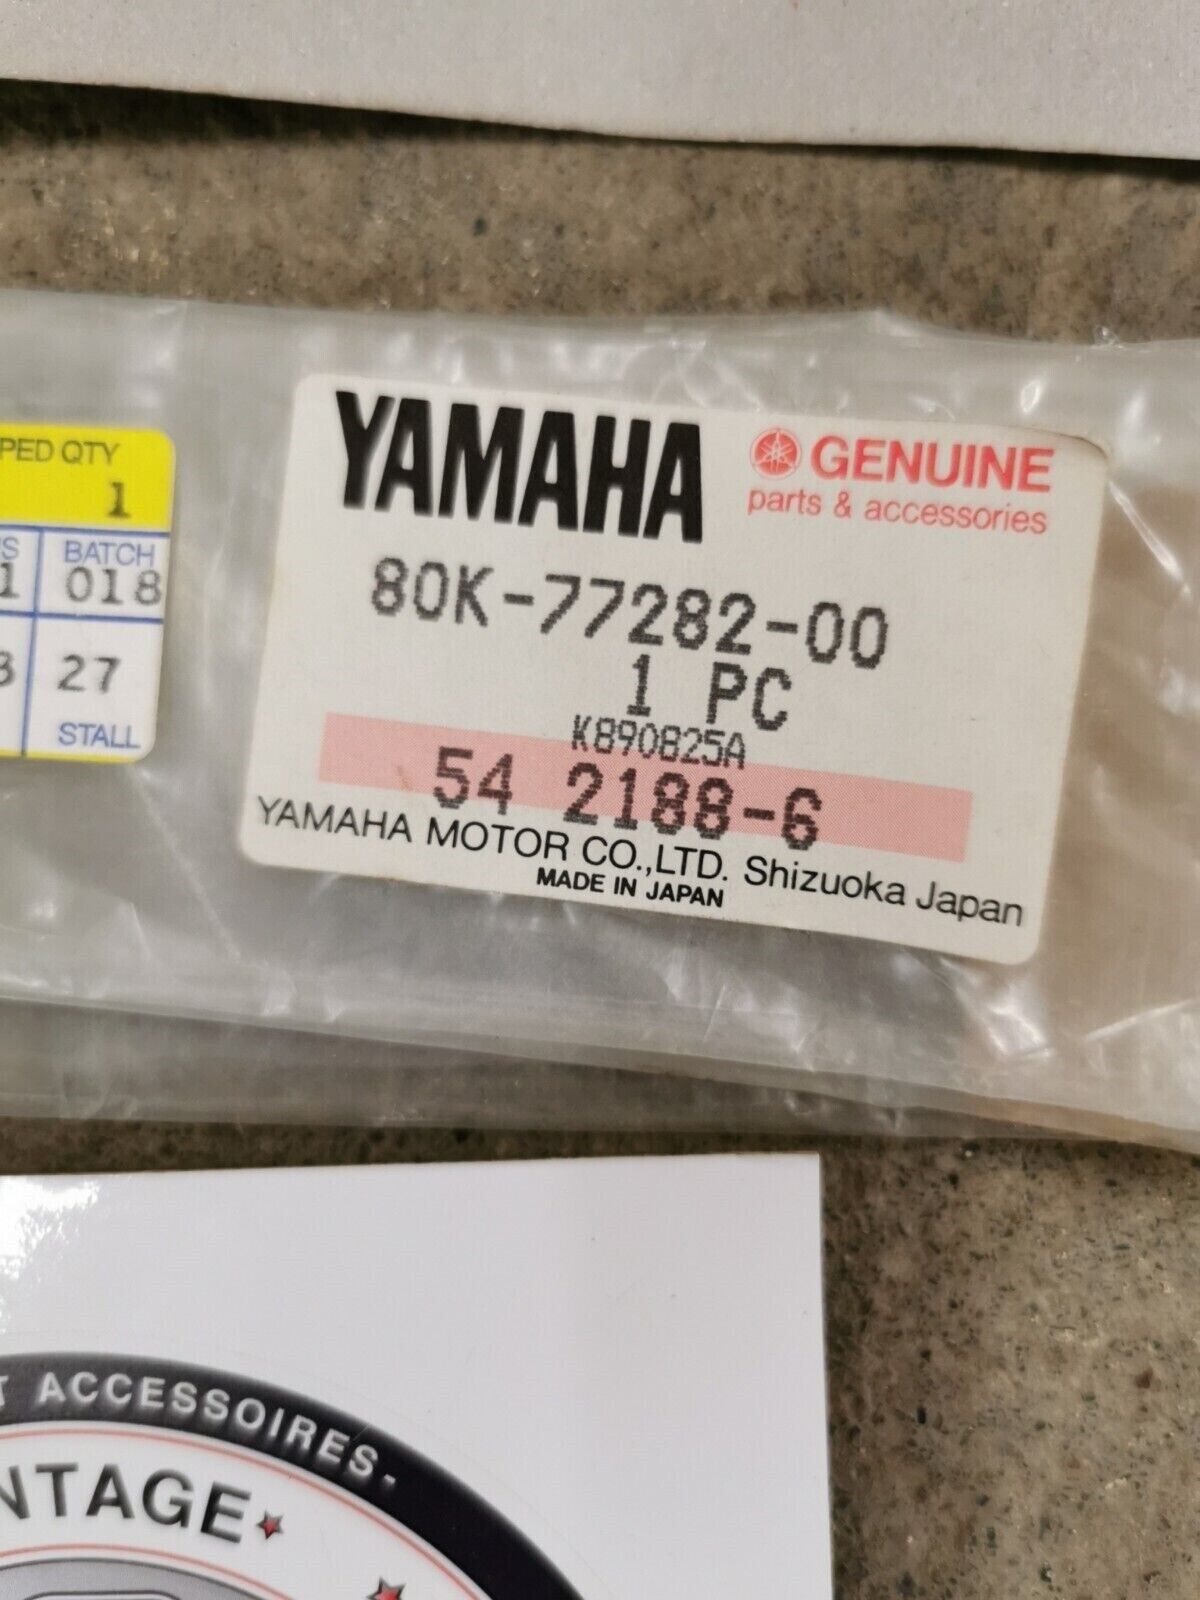 PED QTY
1
BATCH
1 018
27
STALL
YAMAHA
GENUINE
parts & accessories
80K-77282-00
1 PC
K890825A
54 2188-6
YAMAHA MOTOR CO.,LTD. Shizuoka Japan
MADE IN JAPAN
ACCESSOIRES-
NTAGE